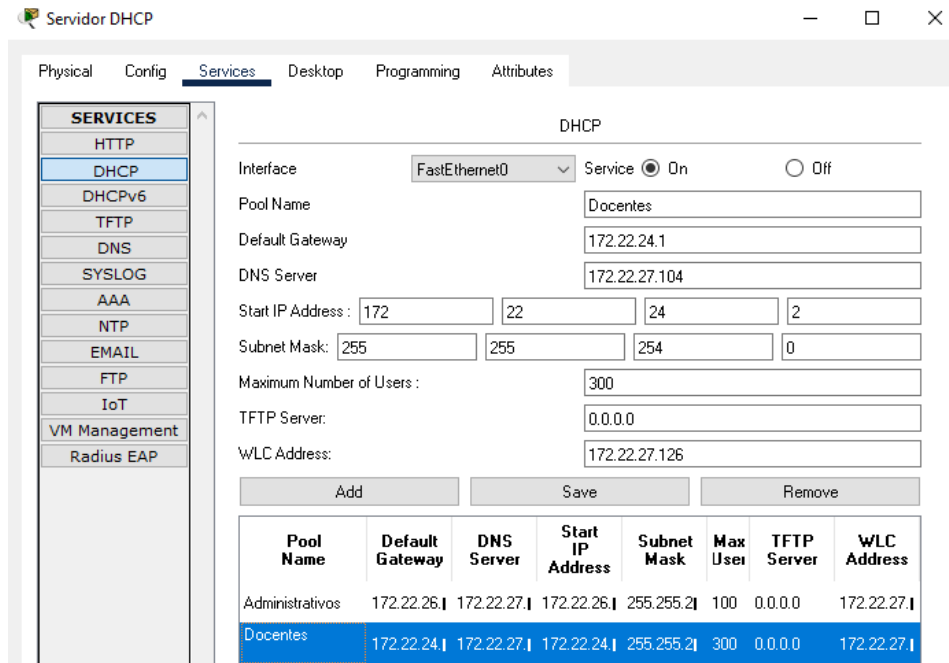 Servidor DHCP
Physical Config Services Desktop Programming Attributes
SERVICES
HTTP
DHCP
DHCPv6
TFTP
DNS
SYSLOG
AAA
NTP
EMAIL
FTP
IoT
VM Management
Radius EAP
DHCP
Interface FastEthernet0 Service On Off
Pool Name Docentes
Default Gateway 172.22.24.1
DNS Server 172.22.27.104
Start IP Address : 172 22 24 2
Subnet Mask: 255 255 254 0
Maximum Number of Users : 300
TFTP Server: 0.0.0.0
WLC Address: 172.22.27.126
Add Save Remove
Pool Name Default Gateway DNS Server Start IP Address Subnet Mask Max User TFTP Server WLC Address
Administrativos 172.22.26. 172.22.27. 172.22.26. 255.255.2 100 0.0.0.0 172.22.27.
Docentes 172.22.24. 172.22.27. 172.22.24. 255.255.2 300 0.0.0.0 172.22.27.